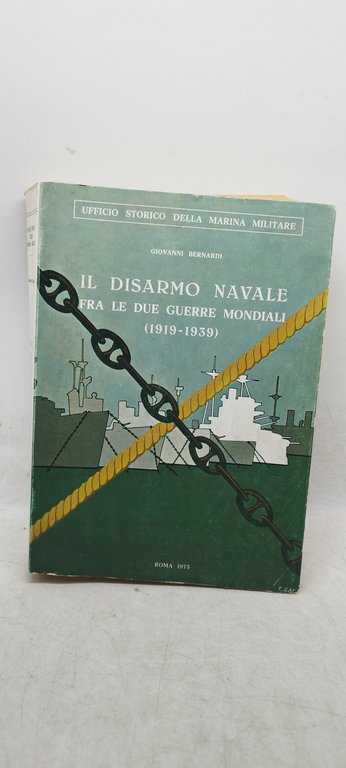 UFFICIO STORICO DELLA MARINA MILITARE
GIOVANNI BERNARDI
IL DISARMO NAVALE
FRA LE DUE GUERRE MONDIALI
(1919-1939)
ROMA 1975